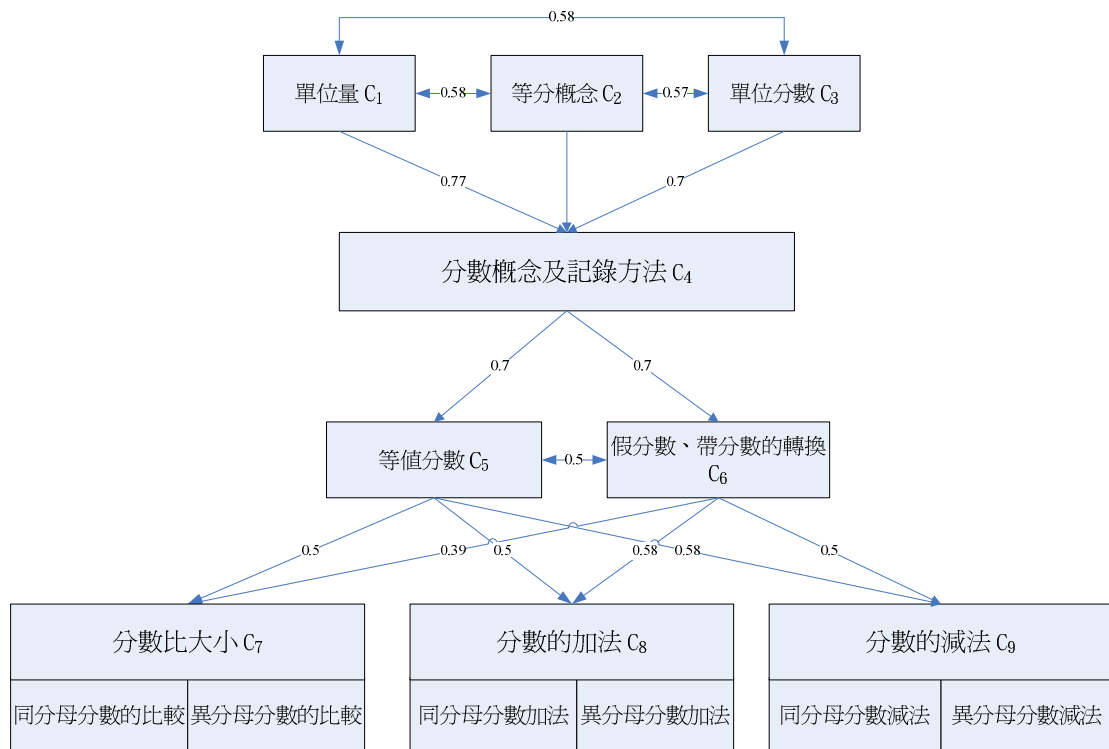 0.58
單位量 C₁
0.58
等分概念 C₂
0.57
單位分數 C₃
0.77
0.7
分數概念及記錄方法 C₄
0.7
0.7
等值分數 C₅
0.5
假分數、帶分數的轉換
C₆
0.5
0.39
0.5
0.58
0.58
0.5
分數比大小 C₇
分數的加法 C₈
分數的減法 C₉
同分母分數的比較
異分母分數的比較
同分母分數加法
異分母分數加法
同分母分數減法
異分母分數減法